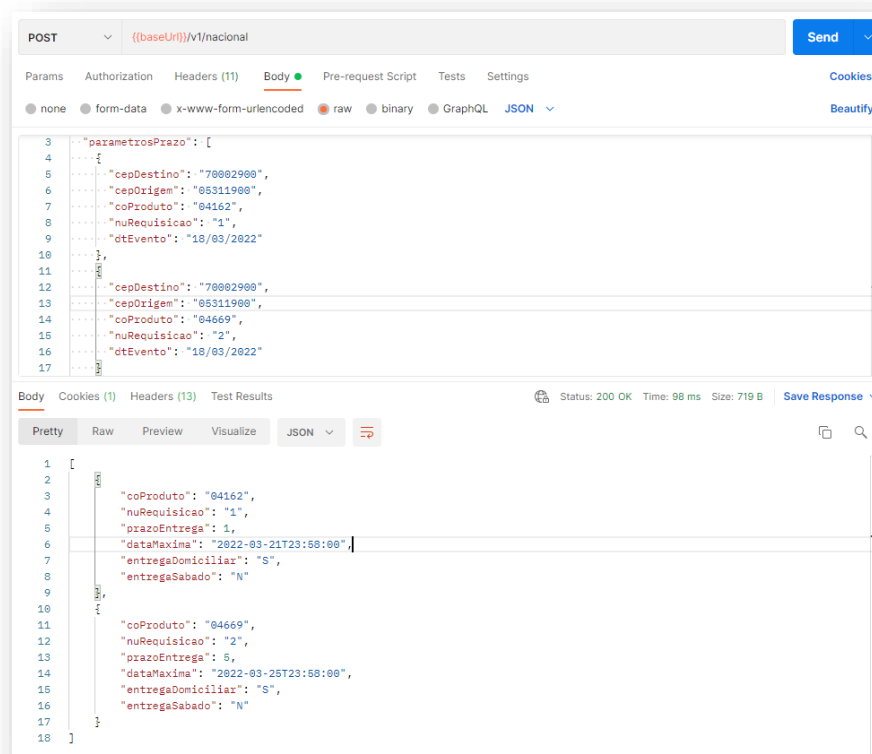 POST {{baseUrl}}/v1/nacional Send
Params Authorization Headers (11) Body Pre-request Script Tests Settings Cookies
none form-data x-www-form-urlencoded raw binary GraphQL JSON Beautify
3 "parametrosPrazo": [
4 {
5 "cepDestino": "70002900",
6 "cepOrigem": "05311900",
7 "coProduto": "04162",
8 "nuRequisicao": "1",
9 "dtEvento": "18/03/2022"
10 },
11 {
12 "cepDestino": "70002900",
13 "cepOrigem": "05311900",
14 "coProduto": "04669",
15 "nuRequisicao": "2",
16 "dtEvento": "18/03/2022"
17 }
Body Cookies (1) Headers (13) Test Results Status: 200 OK Time: 98 ms Size: 719 B Save Response
Pretty Raw Preview Visualize JSON
1 [
2 {
3 "coProduto": "04162",
4 "nuRequisicao": "1",
5 "prazoEntrega": 1,
6 "dataMaxima": "2022-03-21T23:58:00",
7 "entregaDomiciliar": "S",
8 "entregaSabado": "N"
9 },
10 {
11 "coProduto": "04669",
12 "nuRequisicao": "2",
13 "prazoEntrega": 5,
14 "dataMaxima": "2022-03-25T23:58:00",
15 "entregaDomiciliar": "S",
16 "entregaSabado": "N"
17 }
18 ]